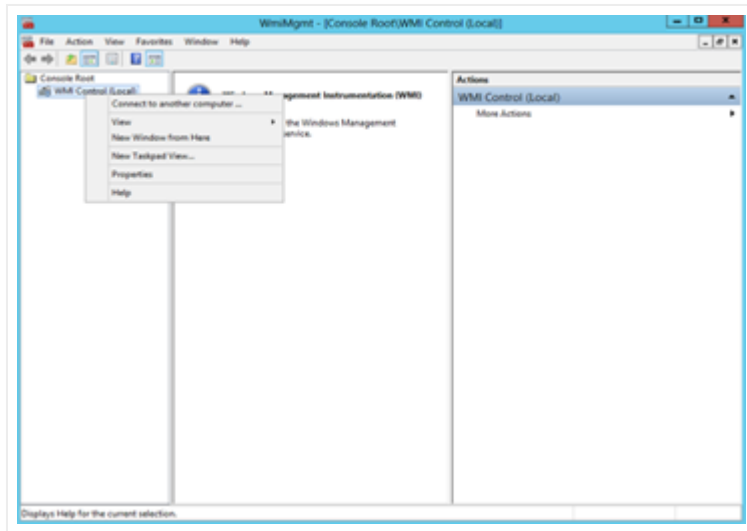 WmiMgmt - [Console Root\WMI Control (Local)]
File Action View Favorites Window Help
Console Root
WMI Control (Local)
Connect to another computer ...
View
New Window from Here
New Taskpad View...
Properties
Help
agement Instrumentation (WMI)
the Windows Management
ervice.
Actions
WMI Control (Local)
More Actions
Displays Help for the current selection.